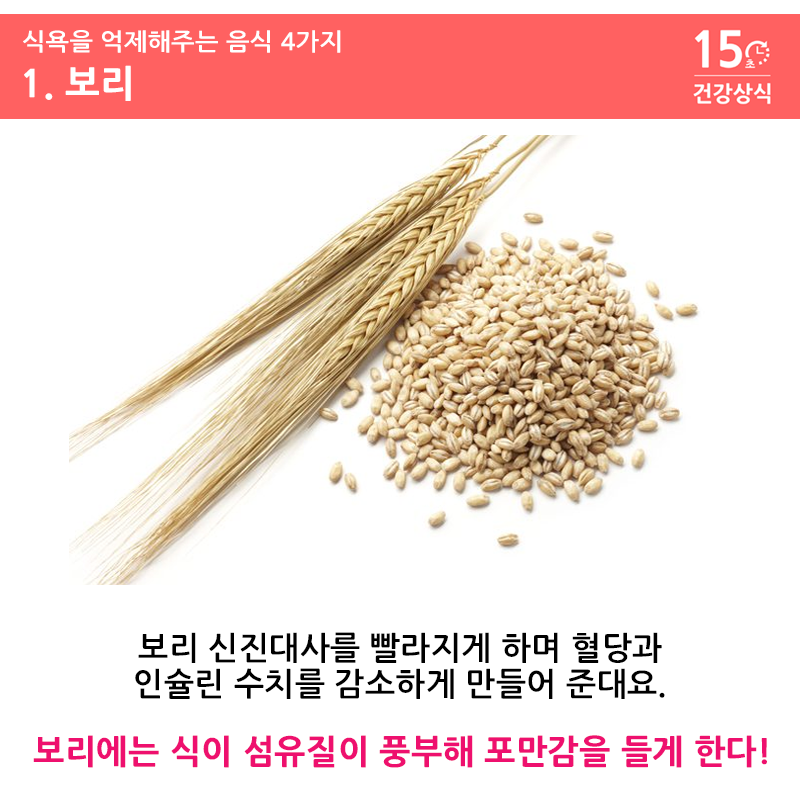 식욕을 억제해주는 음식 4가지
1. 보리
15초
건강상식
보리 신진대사를 빨라지게 하며 혈당과
인슐린 수치를 감소하게 만들어 준대요.
보리에는 식이 섬유질이 풍부해 포만감을 들게 한다!